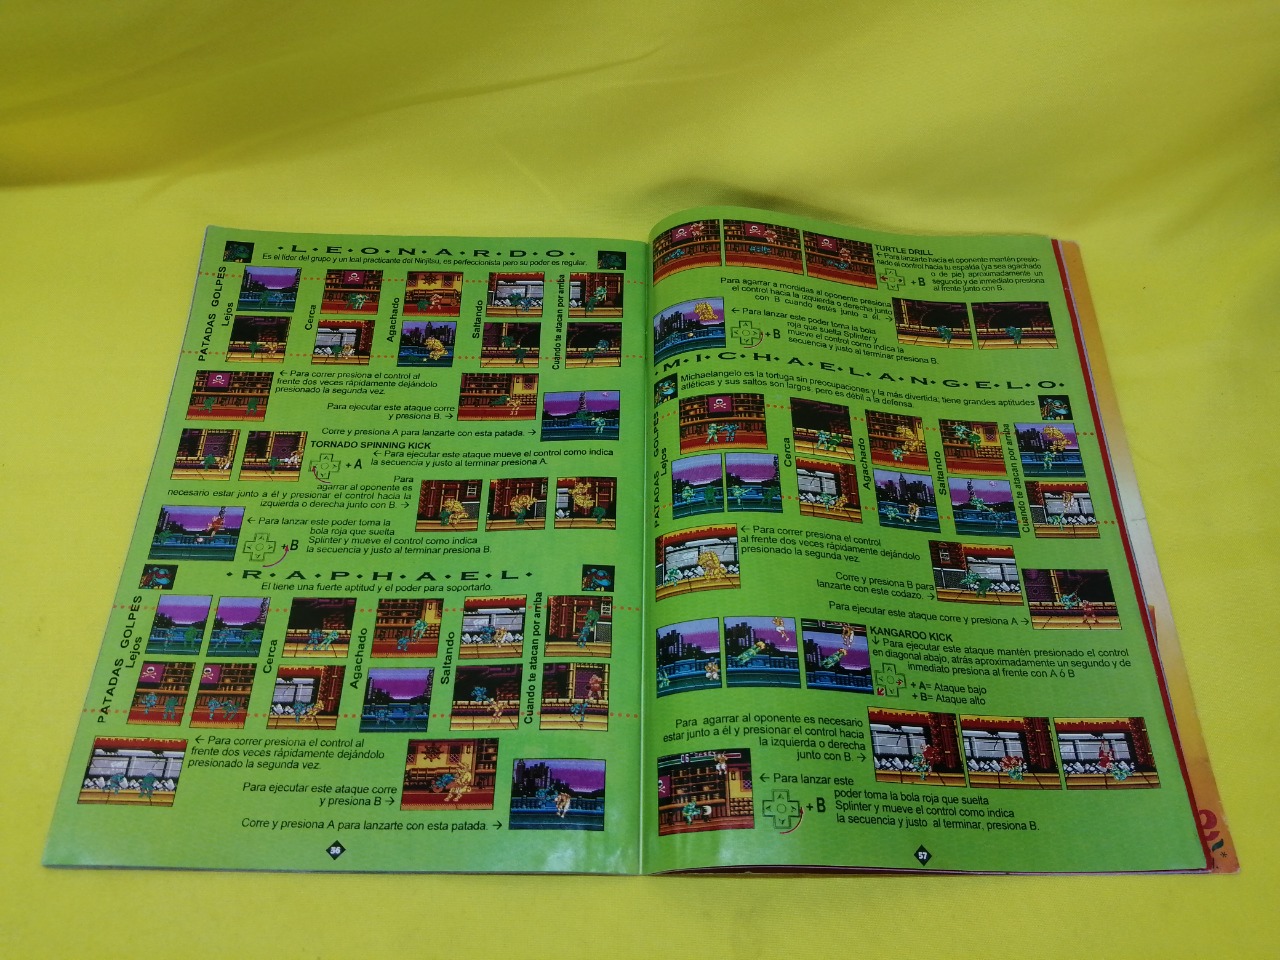 •L•E•O•N•A•R•D•O•
Es el líder del grupo y un leal practicante del Ninjitsu, es perfeccionista pero su poder es regular.
PATADAS GOLPES
Lejos
Cerca
Agachado
Saltando
Cuando te atacan por arriba
← Para correr presiona el control al
frente dos veces rápidamente dejándolo
presionado la segunda vez.
Para ejecutar este ataque corre
y presiona B. →
Corre y presiona A para lanzarte con esta patada. →
TORNADO SPINNING KICK
+ A
← Para ejecutar este ataque mueve el control como indica
la secuencia y justo al terminar presiona A.
Para
agarrar al oponente es
necesario estar junto a él y presionar el control hacia la
izquierda o derecha junto con B. →
← Para lanzar este poder toma la
bola roja que suelta
Splinter y mueve el control como indica
la secuencia y justo al terminar presiona B.
+ B
•R•A•P•H•A•E•L•
El tiene una fuerte aptitud y el poder para soportarlo.
PATADAS GOLPES
Lejos
Cerca
Agachado
Saltando
Cuando te atacan por arriba
← Para correr presiona el control al
frente dos veces rápidamente dejándolo
presionado la segunda vez.
Para ejecutar este ataque corre
y presiona B →
Corre y presiona A para lanzarte con esta patada. →
56
TURTLE DRILL
← Para lanzarlo hacia el oponente mantén presio-
nado el control hacia tu espalda (ya sea agachado
o de pie) aproximadamente un
segundo y de inmediato presiona
al frente junto con B.
+ B
Para agarrar a mordidas al oponente presiona
el control hacia la izquierda o derecha junto
con B cuando estés junto a él. →
← Para lanzar este poder toma la bola
roja que suelta Splinter y
mueve el control como indica la
secuencia y justo al terminar presiona B.
+ B
•M•I•C•H•A•E•L•A•N•G•E•L•O•
Michaelangelo es la tortuga sin preocupaciones y la más divertida; tiene grandes aptitudes
atléticas y sus saltos son largos, pero es débil a la defensa.
PATADAS GOLPES
Lejos
Cerca
Agachado
Saltando
Cuando te atacan por arriba
← Para correr presiona el control
al frente dos veces rápidamente dejándolo
presionado la segunda vez.
Corre y presiona B para
lanzarte con este codazo. →
Para ejecutar este ataque corre y presiona A →
KANGAROO KICK
↓ Para ejecutar este ataque mantén presionado el control
en diagonal abajo, atrás aproximadamente un segundo y de
inmediato presiona al frente con A ó B
+ A= Ataque bajo
+ B= Ataque alto
Para agarrar al oponente es necesario
estar junto a él y presionar el control hacia
la izquierda o derecha
junto con B. →
← Para lanzar este
poder toma la bola roja que suelta
Splinter y mueve el control como indica
la secuencia y justo al terminar, presiona B.
+ B
57